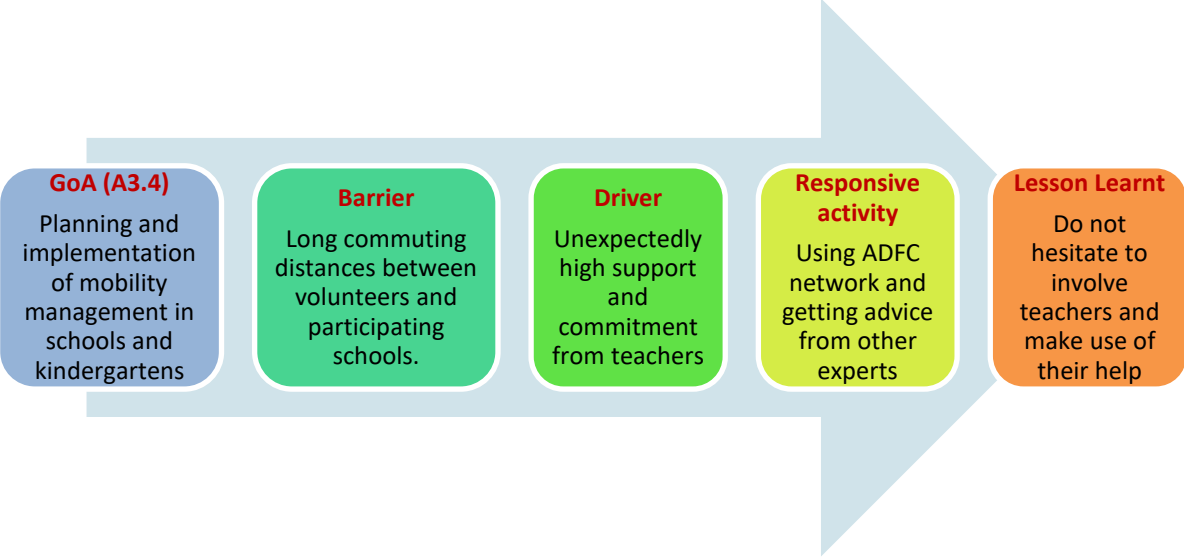 GoA (A3.4)
Planning and
implementation
of mobility
management in
schools and
kindergartens
Barrier
Long commuting
distances between
volunteers and
participating
schools.
Driver
Unexpectedly
high support
and
commitment
from teachers
Responsive
activity
Using ADFC
network and
getting advice
from other
experts
Lesson Learnt
Do not
hesitate to
involve
teachers and
make use of
their help